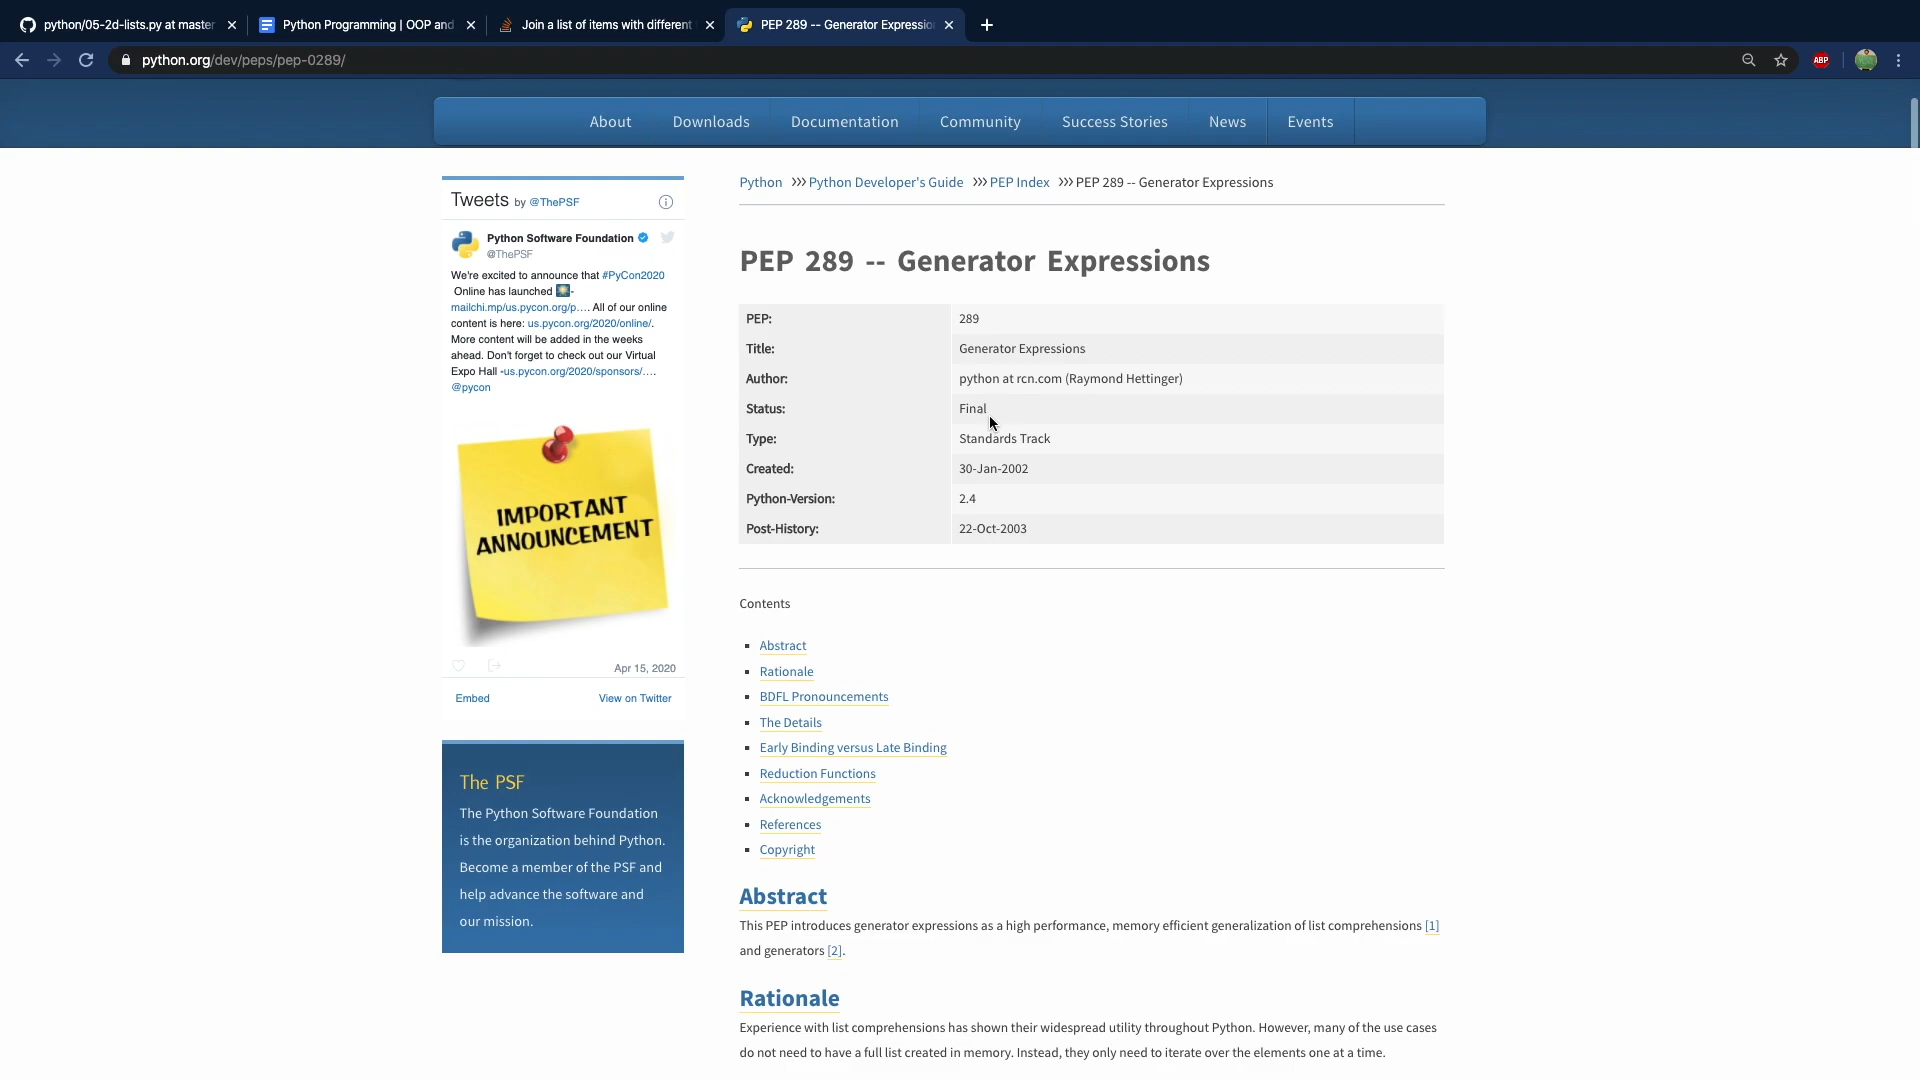 python/05-2d-lists.py at master
Python Programming | OOP and
Join a list of items with different
PEP 289 -- Generator Expressio
python.org/dev/peps/pep-0289/
ABP
About
Downloads
Documentation
Community
Success Stories
News
Events
Tweets by @ThePSF
Python Software Foundation
@ThePSF
We're excited to announce that #PyCon2020
Online has launched -
mailchi.mp/us.pycon.org/p…. All of our online
content is here: us.pycon.org/2020/online/.
More content will be added in the weeks
ahead. Don't forget to check out our Virtual
Expo Hall -us.pycon.org/2020/sponsors/….
@pycon
IMPORTANT
ANNOUNCEMENT
Apr 15, 2020
Embed
View on Twitter
The PSF
The Python Software Foundation
is the organization behind Python.
Become a member of the PSF and
help advance the software and
our mission.
Python >>> Python Developer's Guide >>> PEP Index >>> PEP 289 -- Generator Expressions
PEP 289 -- Generator Expressions
PEP: 289
Title: Generator Expressions
Author: python at rcn.com (Raymond Hettinger)
Status: Final
Type: Standards Track
Created: 30-Jan-2002
Python-Version: 2.4
Post-History: 22-Oct-2003
Contents
Abstract
Rationale
BDFL Pronouncements
The Details
Early Binding versus Late Binding
Reduction Functions
Acknowledgements
References
Copyright
Abstract
This PEP introduces generator expressions as a high performance, memory efficient generalization of list comprehensions [1]
and generators [2].
Rationale
Experience with list comprehensions has shown their widespread utility throughout Python. However, many of the use cases
do not need to have a full list created in memory. Instead, they only need to iterate over the elements one at a time.